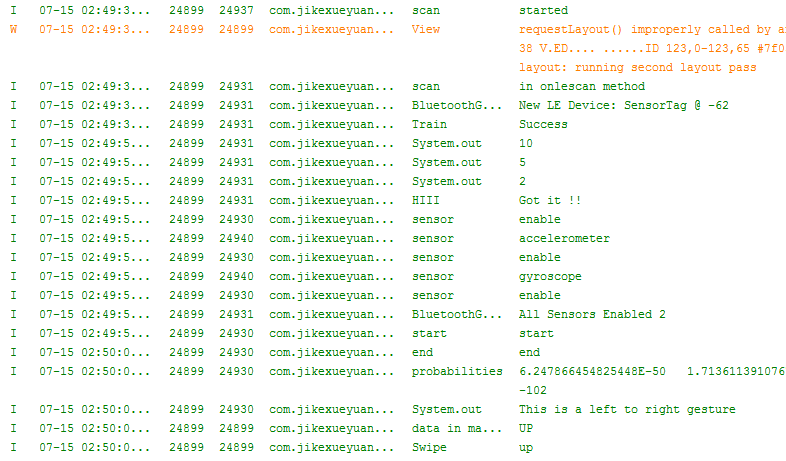 I 07-15 02:49:3... 24899 24937 com.jikexueyuan... scan started
W 07-15 02:49:3... 24899 24899 com.jikexueyuan... View requestLayout() improperly called by
38 V.ED.... ......ID 123,0-123,65 #7f0
layout: running second layout pass
I 07-15 02:49:3... 24899 24931 com.jikexueyuan... scan in onlescan method
I 07-15 02:49:3... 24899 24931 com.jikexueyuan... BluetoothG... New LE Device: SensorTag @ -62
I 07-15 02:49:3... 24899 24931 com.jikexueyuan... Train Success
I 07-15 02:49:5... 24899 24931 com.jikexueyuan... System.out 10
I 07-15 02:49:5... 24899 24931 com.jikexueyuan... System.out 5
I 07-15 02:49:5... 24899 24931 com.jikexueyuan... System.out 2
I 07-15 02:49:5... 24899 24931 com.jikexueyuan... HIII Got it !!
I 07-15 02:49:5... 24899 24930 com.jikexueyuan... sensor enable
I 07-15 02:49:5... 24899 24940 com.jikexueyuan... sensor accelerometer
I 07-15 02:49:5... 24899 24930 com.jikexueyuan... sensor enable
I 07-15 02:49:5... 24899 24940 com.jikexueyuan... sensor gyroscope
I 07-15 02:49:5... 24899 24930 com.jikexueyuan... sensor enable
I 07-15 02:49:5... 24899 24931 com.jikexueyuan... BluetoothG... All Sensors Enabled 2
I 07-15 02:49:5... 24899 24930 com.jikexueyuan... start start
I 07-15 02:50:0... 24899 24930 com.jikexueyuan... end end
I 07-15 02:50:0... 24899 24930 com.jikexueyuan... probabilities 6.247866454825448E-50 1.713611391076
-102
I 07-15 02:50:0... 24899 24930 com.jikexueyuan... System.out This is a left to right gesture
I 07-15 02:50:0... 24899 24899 com.jikexueyuan... data in ma... UP
I 07-15 02:50:0... 24899 24899 com.jikexueyuan... Swipe up